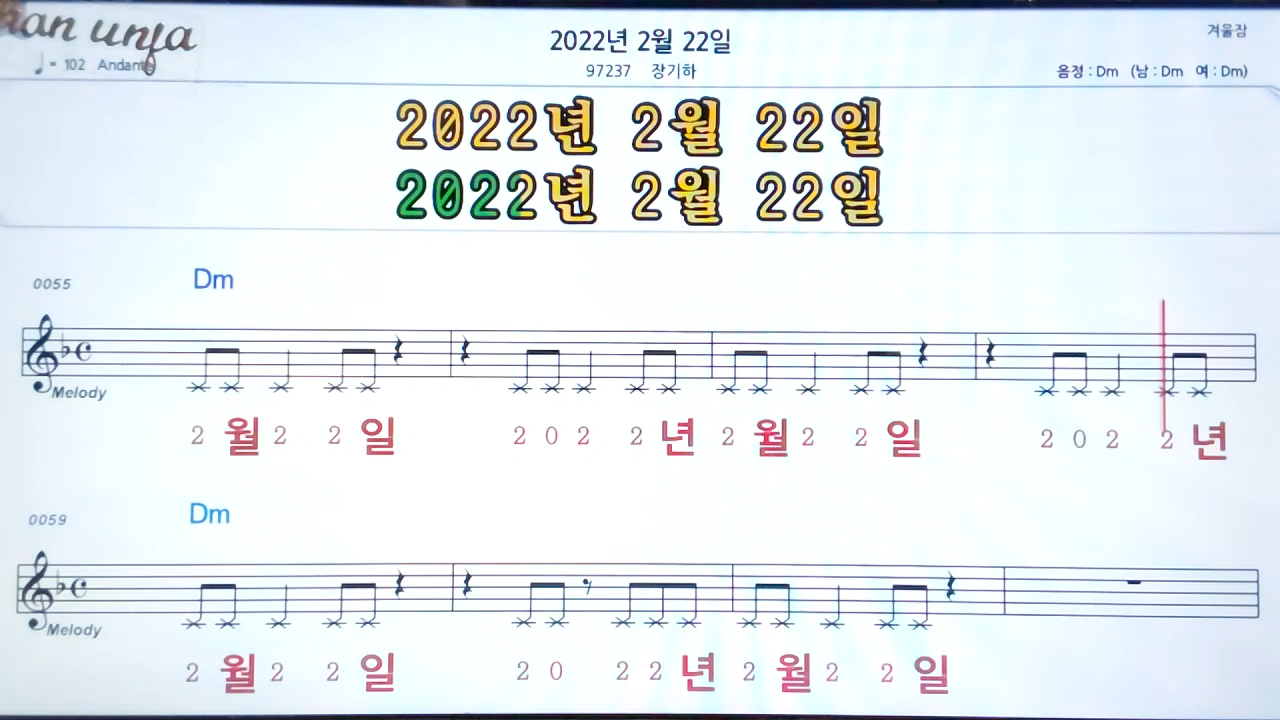 2022년 2월 22일
겨울잠
♩= 102 Andante
97237 장기하
음정 : Dm (남 : Dm 여 : Dm)
2022년 2월 22일
2022년 2월 22일
0055 Dm
Melody
2 월 2 2 일 2 0 2 2 년 2 월 2 2 일 2 0 2 2 년
0059 Dm
Melody
2 월 2 2 일 2 0 2 2 년 2 월 2 2 일